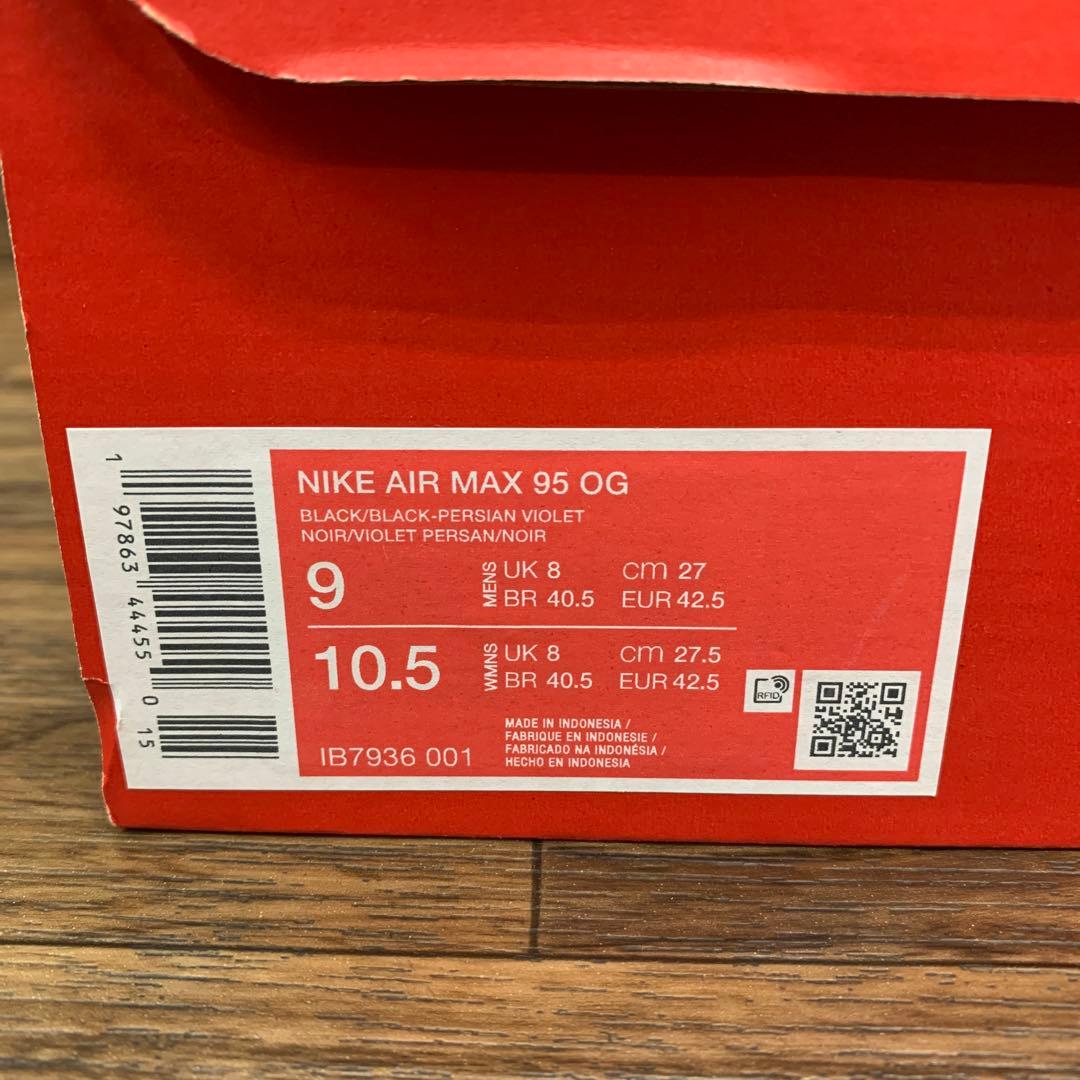 1 97863 44455 0 15
NIKE AIR MAX 95 OG
BLACK/BLACK-PERSIAN VIOLET
NOIR/VIOLET PERSAN/NOIR
9 MENS UK 8 cm 27
BR 40.5 EUR 42.5
10.5 WMNS UK 8 cm 27.5
BR 40.5 EUR 42.5
RFID
IB7936 001
MADE IN INDONESIA /
FABRIQUE EN INDONESIE /
FABRICADO NA INDONÉSIA /
HECHO EN INDONESIA